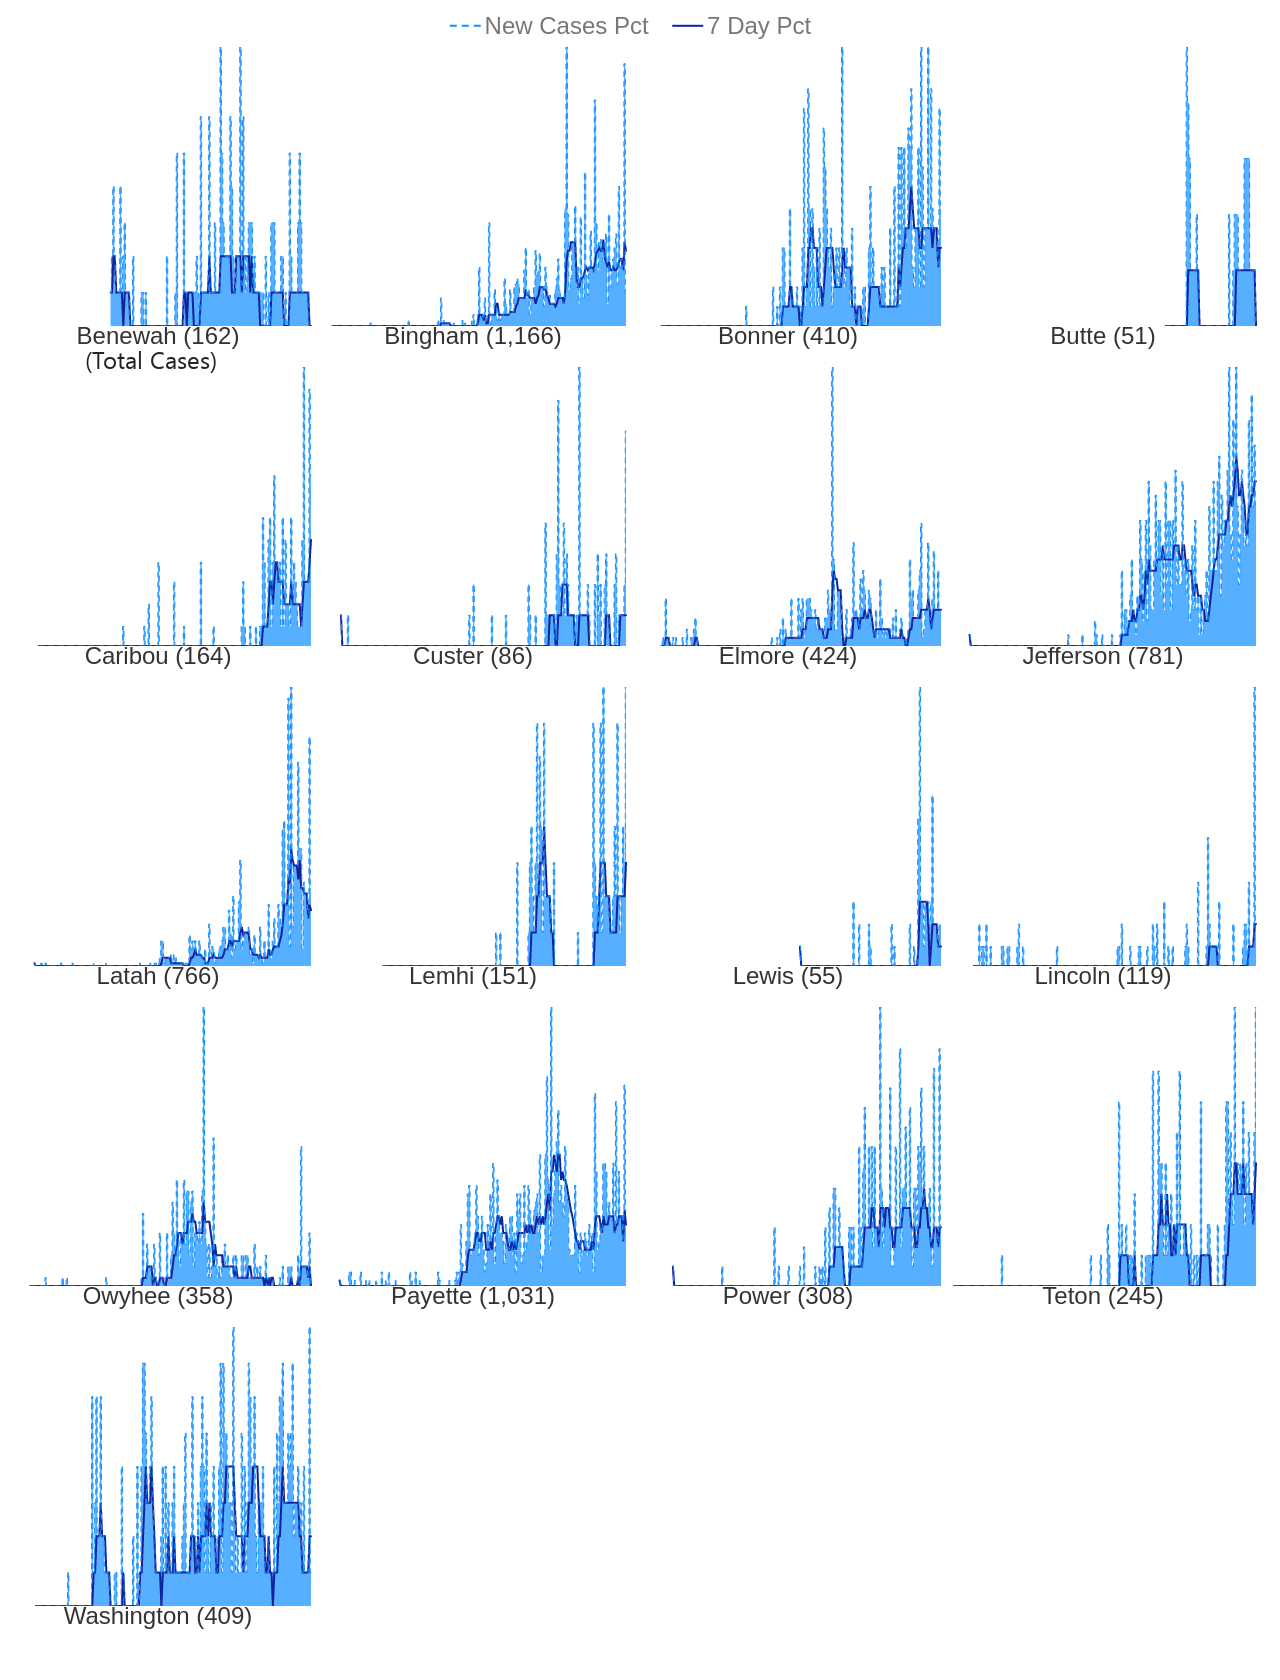 New Cases Pct 7 Day Pct
Benewah (162) Bingham (1,166) Bonner (410) Butte (51)
(Total Cases)
Caribou (164) Custer (86) Elmore (424) Jefferson (781)
Latah (766) Lemhi (151) Lewis (55) Lincoln (119)
Owyhee (358) Payette (1,031) Power (308) Teton (245)
Washington (409)